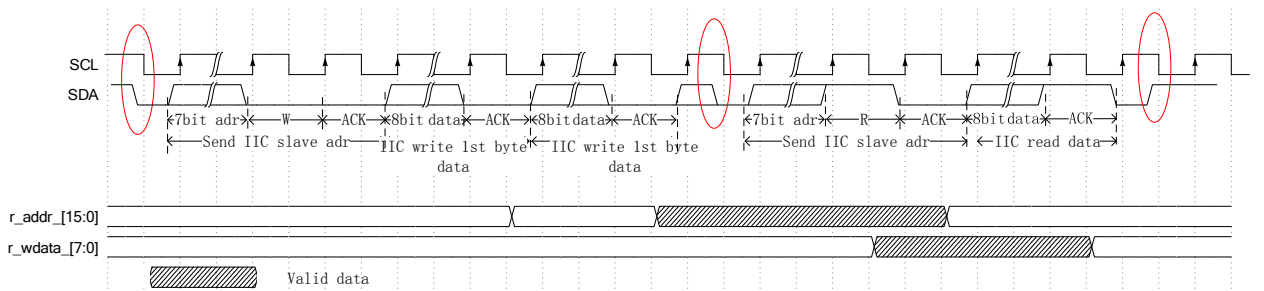 SCL
SDA
7bit adr
W
ACK
8bit data
ACK
8bit data
ACK
7bit adr
R
ACK
8bit data
ACK
Send IIC slave adr
IIC write 1st byte
data
IIC write 1st byte
data
Send IIC slave adr
IIC read data
r_addr_[15:0]
r_wdata_[7:0]
Valid data